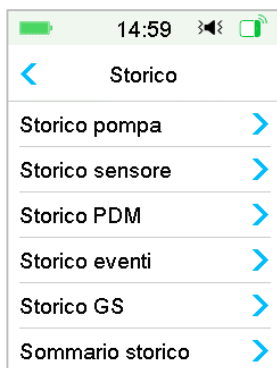 14:59
Storico
Storico pompa
Storico sensore
Storico PDM
Storico eventi
Storico GS
Sommario storico